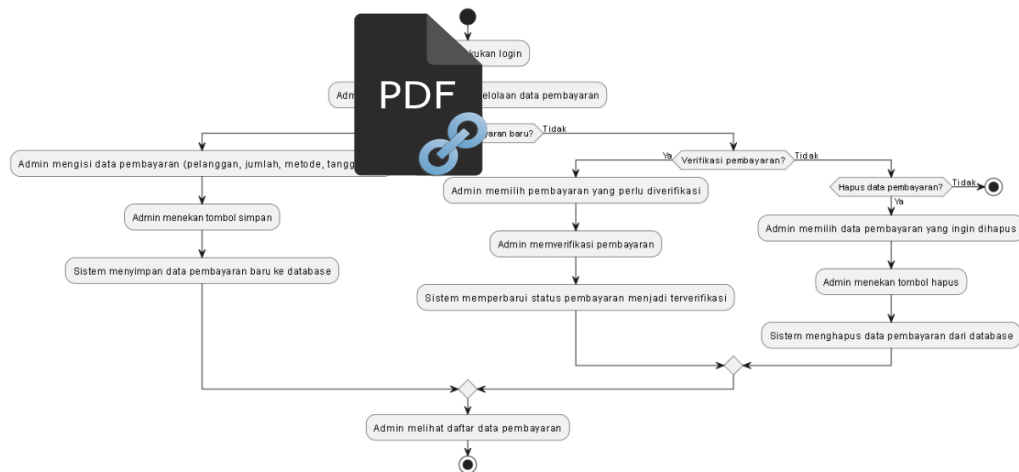 kukan login
PDF
Adm
elolaan data pembayaran
baru?
Tidak
Admin mengisi data pembayaran (pelanggan, jumlah, metode,
Ya
Verifikasi pembayaran?
Tidak
Admin memilih pembayaran yang perlu diverifikasi
Hapus data pembayaran?
Tidak
Ya
Admin menekan tombol simpan
Admin memilih data pembayaran yang ingin dihapus
Admin memverifikasi pembayaran
Sistem menyimpan data pembayaran baru ke database
Admin menekan tombol hapus
Sistem memperbarui status pembayaran menjadi terverifikasi
Sistem menghapus data pembayaran dari database
Admin melihat daftar data pembayaran